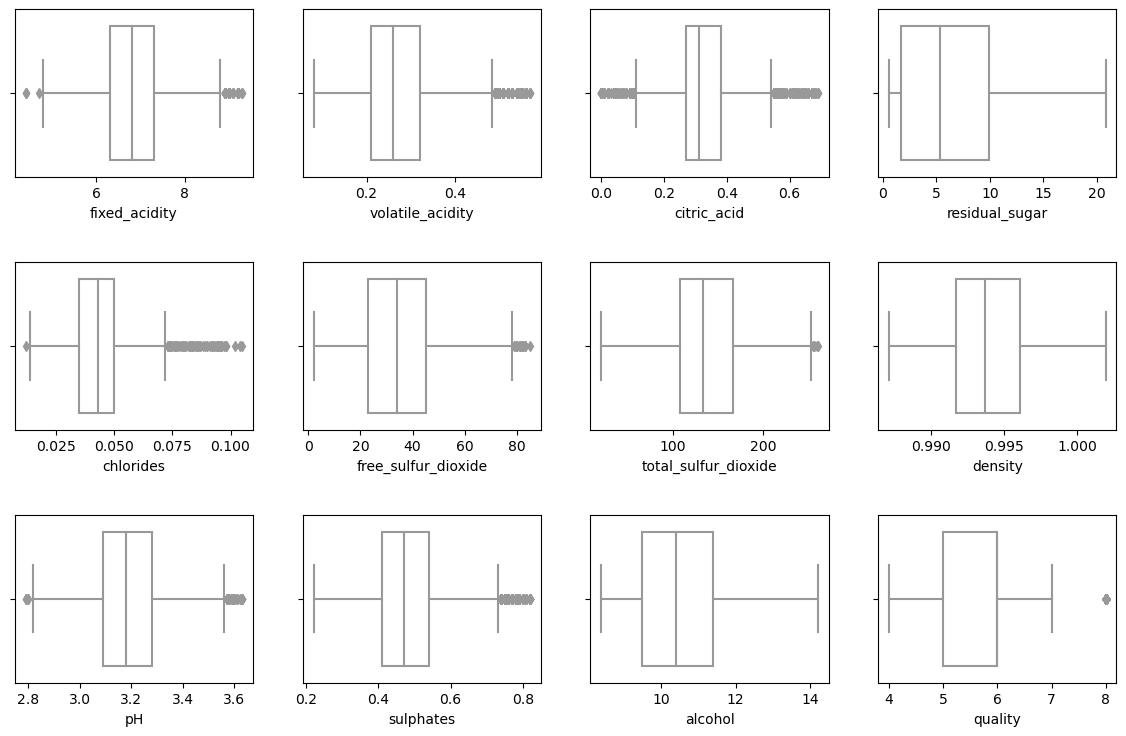 6 8
fixed_acidity
0.2 0.4
volatile_acidity
0.0 0.2 0.4 0.6
citric_acid
0 5 10 15 20
residual_sugar
0.025 0.050 0.075 0.100
chlorides
0 20 40 60 80
free_sulfur_dioxide
100 200
total_sulfur_dioxide
0.990 0.995 1.000
density
2.8 3.0 3.2 3.4 3.6
pH
0.2 0.4 0.6 0.8
sulphates
10 12 14
alcohol
4 5 6 7 8
quality